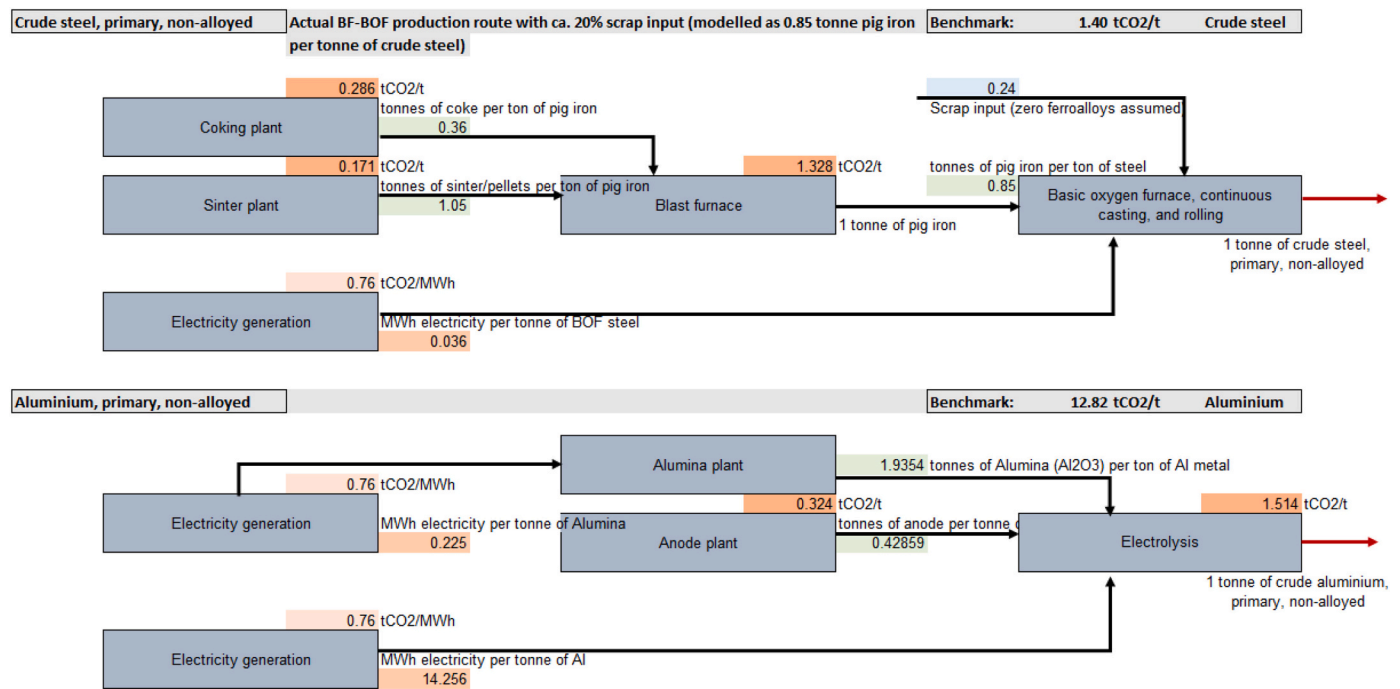 Crude steel, primary, non-alloyed
Actual BF-BOF production route with ca. 20% scrap input (modelled as 0.85 tonne pig iron
per tonne of crude steel)
Benchmark: 1.40 tCO2/t Crude steel
0.286 tCO2/t
0.24
Coking plant
tonnes of coke per ton of pig iron
Scrap input (zero ferroalloys assumed)
0.36
0.171 tCO2/t
1.328 tCO2/t
tonnes of pig iron per ton of steel
Sinter plant
tonnes of sinter/pellets per ton of pig iron
0.85
1.05
Blast furnace
Basic oxygen furnace, continuous
casting, and rolling
1 tonne of pig iron
1 tonne of crude steel,
primary, non-alloyed
0.76 tCO2/MWh
Electricity generation
MWh electricity per tonne of BOF steel
0.036
Aluminium, primary, non-alloyed
Benchmark: 12.82 tCO2/t Aluminium
Alumina plant
1.9354 tonnes of Alumina (Al2O3) per ton of Al metal
0.76 tCO2/MWh
0.324 tCO2/t
1.514 tCO2/t
Electricity generation
MWh electricity per tonne of Alumina
0.225
Anode plant
tonnes of anode per tonne
0.42859
Electrolysis
1 tonne of crude aluminium,
primary, non-alloyed
0.76 tCO2/MWh
Electricity generation
MWh electricity per tonne of Al
14.256